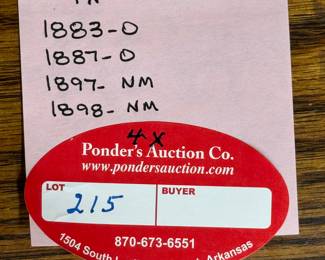 1883-O
1887-O
1897- NM
1898- NM
4X
Ponder's Auction Co.
www.pondersauction.com
LOT
BUYER
215
870-673-6551
1504 South Arkansas